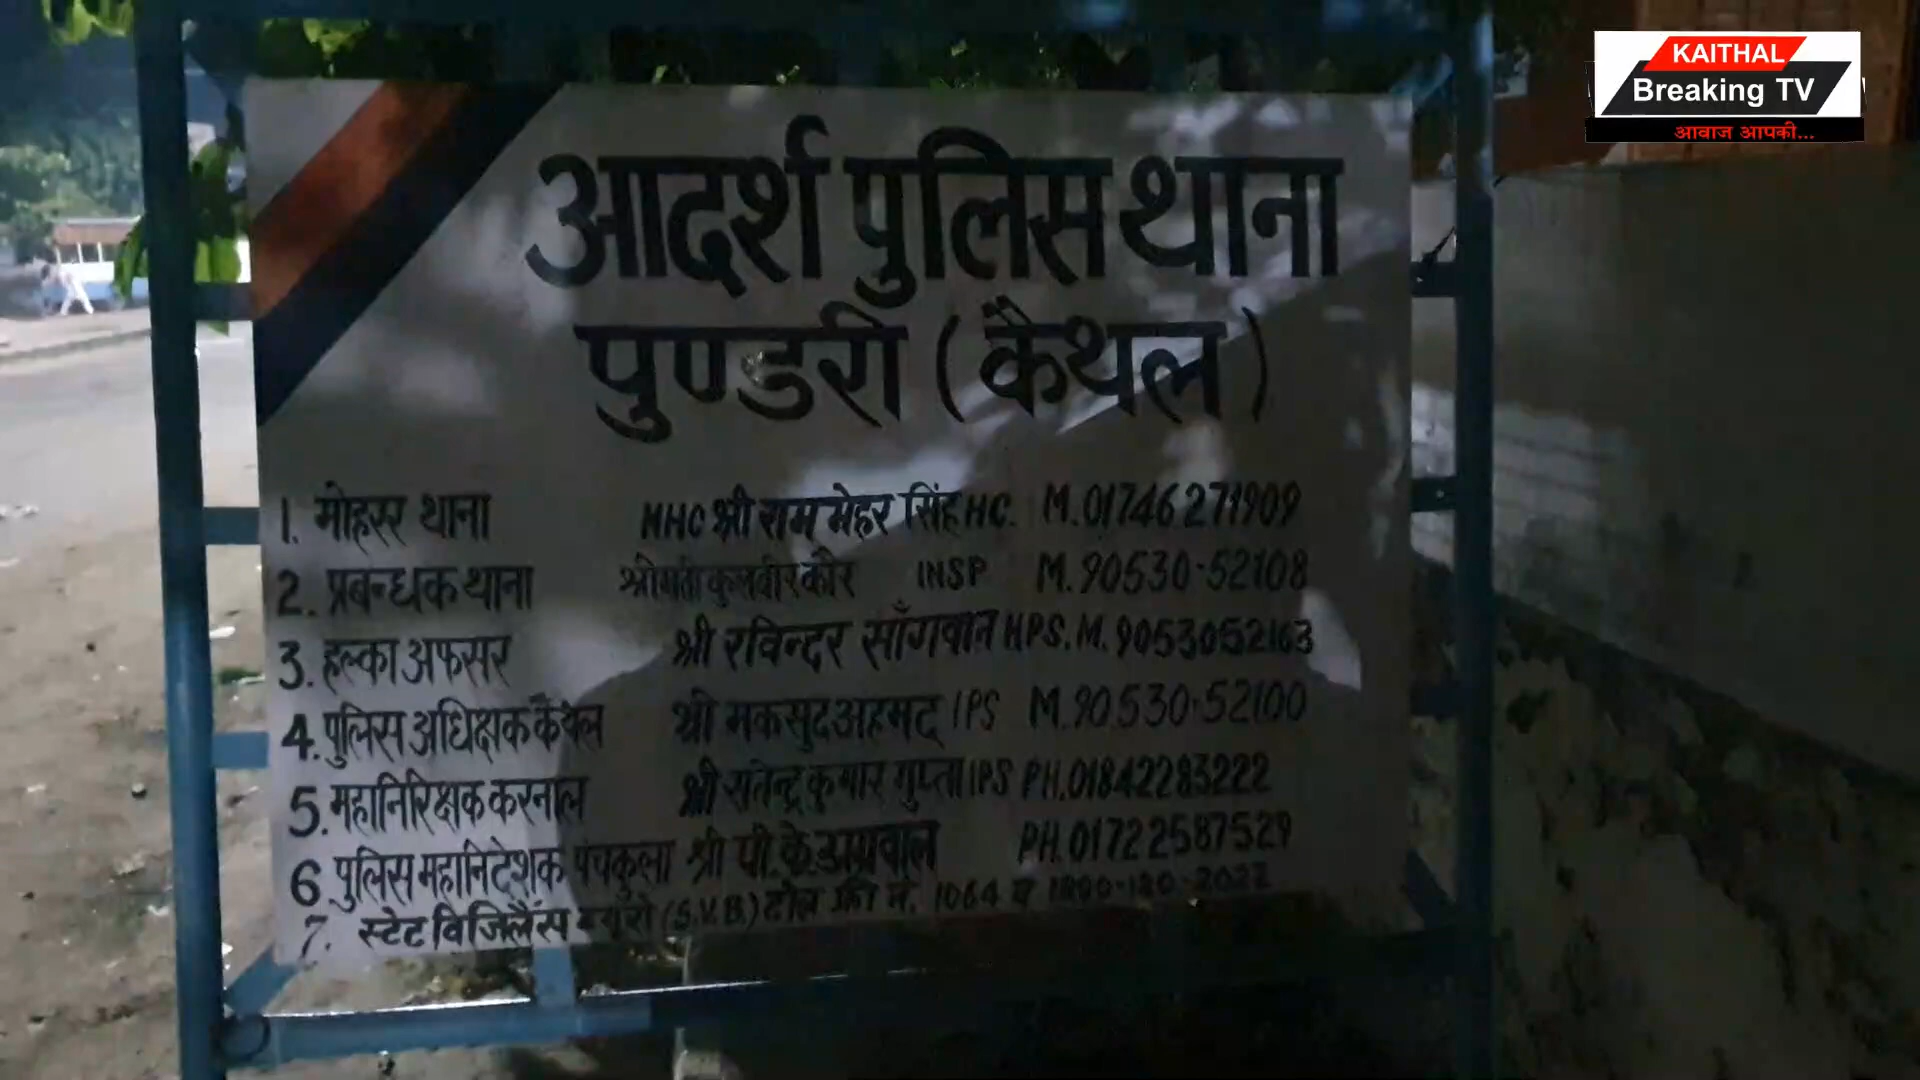 KAITHAL
Breaking TV
आवाज आपकी...
आदर्श पुलिस थाना
पुण्डरी (कैथल)
1. मोहरर थाना MHC श्री राम मेहर सिंह HC. M. 01746271909
2. प्रबन्धक थाना श्रीमती कुलवीर कौर INSP M. 90530-52108
3. हल्का अफसर श्री रविन्दर साँगवान HPS. M. 9053052163
4. पुलिस अधिक्षक कैथल श्री मकसुद अहमद IPS M. 90530-52100
5. महानिरिक्षक करनाल श्री सतेन्द्र कुमार गुप्ता IPS PH. 01842283222
6 पुलिस महानिदेशक पंचकुला श्री पी. के. अग्रवाल PH. 01722587529
7. स्टेट विजिलैंस ब्यूरो (S.V.B.) टोल फ्री नं. 1064 व 1800-180-2022